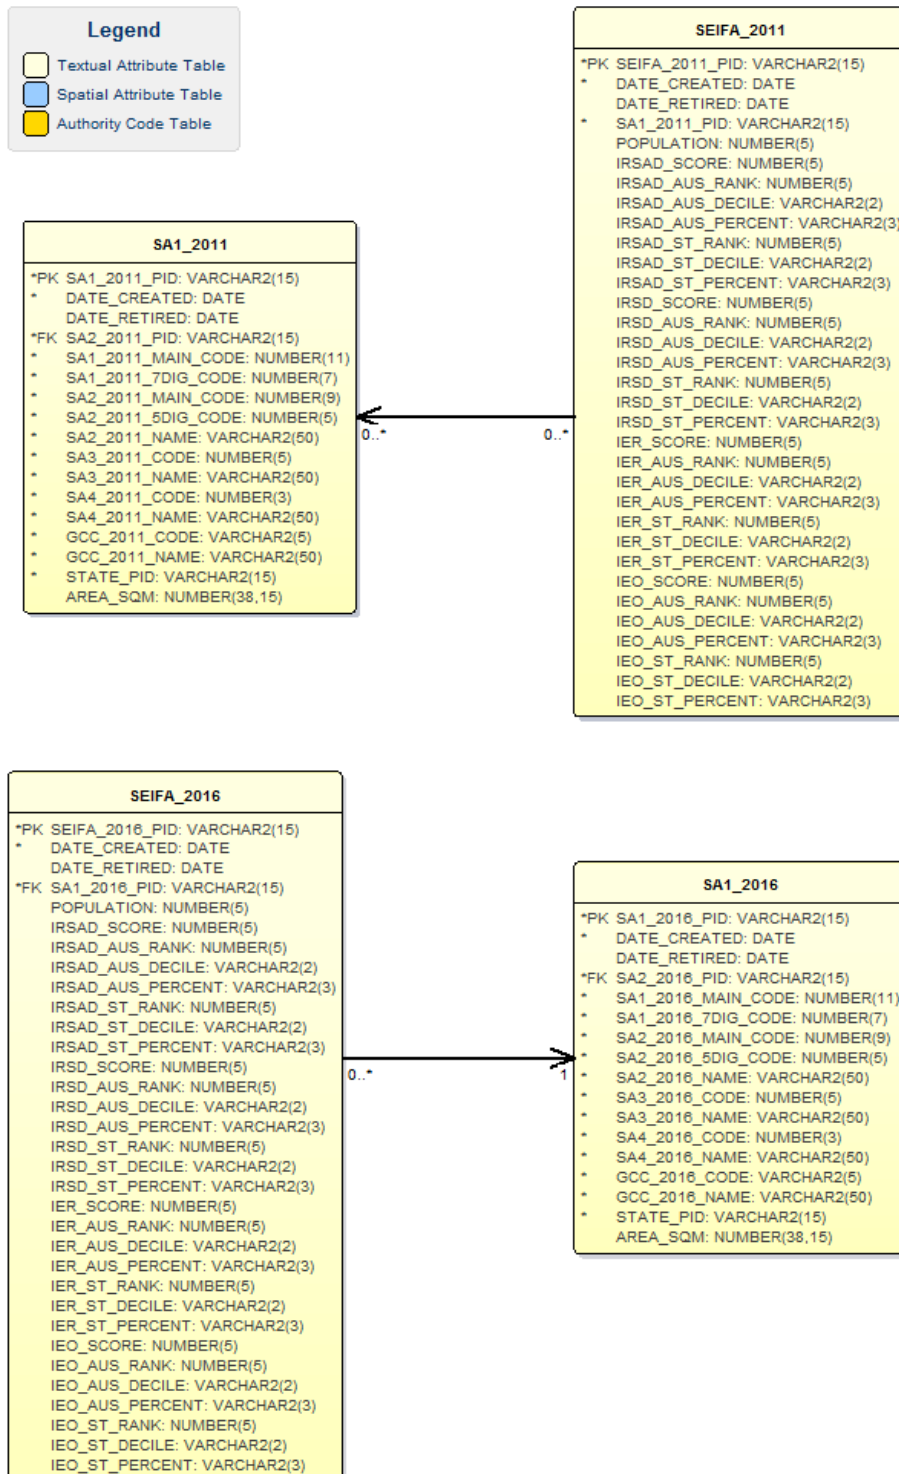 Legend
Textual Attribute Table
Spatial Attribute Table
Authority Code Table
SEIFA_2011
*PK SEIFA_2011_PID: VARCHAR2(15)
* DATE_CREATED: DATE
DATE_RETIRED: DATE
* SA1_2011_PID: VARCHAR2(15)
POPULATION: NUMBER(5)
IRSAD_SCORE: NUMBER(5)
IRSAD_AUS_RANK: NUMBER(5)
IRSAD_AUS_DECILE: VARCHAR2(2)
IRSAD_AUS_PERCENT: VARCHAR2(3)
IRSAD_ST_RANK: NUMBER(5)
IRSAD_ST_DECILE: VARCHAR2(2)
IRSAD_ST_PERCENT: VARCHAR2(3)
IRSD_SCORE: NUMBER(5)
IRSD_AUS_RANK: NUMBER(5)
IRSD_AUS_DECILE: VARCHAR2(2)
IRSD_AUS_PERCENT: VARCHAR2(3)
IRSD_ST_RANK: NUMBER(5)
IRSD_ST_DECILE: VARCHAR2(2)
IRSD_ST_PERCENT: VARCHAR2(3)
IER_SCORE: NUMBER(5)
IER_AUS_RANK: NUMBER(5)
IER_AUS_DECILE: VARCHAR2(2)
IER_AUS_PERCENT: VARCHAR2(3)
IER_ST_RANK: NUMBER(5)
IER_ST_DECILE: VARCHAR2(2)
IER_ST_PERCENT: VARCHAR2(3)
IEO_SCORE: NUMBER(5)
IEO_AUS_RANK: NUMBER(5)
IEO_AUS_DECILE: VARCHAR2(2)
IEO_AUS_PERCENT: VARCHAR2(3)
IEO_ST_RANK: NUMBER(5)
IEO_ST_DECILE: VARCHAR2(2)
IEO_ST_PERCENT: VARCHAR2(3)
SA1_2011
*PK SA1_2011_PID: VARCHAR2(15)
* DATE_CREATED: DATE
DATE_RETIRED: DATE
*FK SA2_2011_PID: VARCHAR2(15)
* SA1_2011_MAIN_CODE: NUMBER(11)
* SA1_2011_7DIG_CODE: NUMBER(7)
* SA2_2011_MAIN_CODE: NUMBER(9)
* SA2_2011_5DIG_CODE: NUMBER(5)
* SA2_2011_NAME: VARCHAR2(50)
* SA3_2011_CODE: NUMBER(5)
* SA3_2011_NAME: VARCHAR2(50)
* SA4_2011_CODE: NUMBER(3)
* SA4_2011_NAME: VARCHAR2(50)
* GCC_2011_CODE: VARCHAR2(5)
* GCC_2011_NAME: VARCHAR2(50)
* STATE_PID: VARCHAR2(15)
AREA_SQM: NUMBER(38,15)
0..* 0..*
SEIFA_2016
*PK SEIFA_2016_PID: VARCHAR2(15)
* DATE_CREATED: DATE
DATE_RETIRED: DATE
*FK SA1_2016_PID: VARCHAR2(15)
POPULATION: NUMBER(5)
IRSAD_SCORE: NUMBER(5)
IRSAD_AUS_RANK: NUMBER(5)
IRSAD_AUS_DECILE: VARCHAR2(2)
IRSAD_AUS_PERCENT: VARCHAR2(3)
IRSAD_ST_RANK: NUMBER(5)
IRSAD_ST_DECILE: VARCHAR2(2)
IRSAD_ST_PERCENT: VARCHAR2(3)
IRSD_SCORE: NUMBER(5)
IRSD_AUS_RANK: NUMBER(5)
IRSD_AUS_DECILE: VARCHAR2(2)
IRSD_AUS_PERCENT: VARCHAR2(3)
IRSD_ST_RANK: NUMBER(5)
IRSD_ST_DECILE: VARCHAR2(2)
IRSD_ST_PERCENT: VARCHAR2(3)
IER_SCORE: NUMBER(5)
IER_AUS_RANK: NUMBER(5)
IER_AUS_DECILE: VARCHAR2(2)
IER_AUS_PERCENT: VARCHAR2(3)
IER_ST_RANK: NUMBER(5)
IER_ST_DECILE: VARCHAR2(2)
IER_ST_PERCENT: VARCHAR2(3)
IEO_SCORE: NUMBER(5)
IEO_AUS_RANK: NUMBER(5)
IEO_AUS_DECILE: VARCHAR2(2)
IEO_AUS_PERCENT: VARCHAR2(3)
IEO_ST_RANK: NUMBER(5)
IEO_ST_DECILE: VARCHAR2(2)
IEO_ST_PERCENT: VARCHAR2(3)
0..* 1
SA1_2016
*PK SA1_2016_PID: VARCHAR2(15)
* DATE_CREATED: DATE
DATE_RETIRED: DATE
*FK SA2_2016_PID: VARCHAR2(15)
* SA1_2016_MAIN_CODE: NUMBER(11)
* SA1_2016_7DIG_CODE: NUMBER(7)
* SA2_2016_MAIN_CODE: NUMBER(9)
* SA2_2016_5DIG_CODE: NUMBER(5)
* SA2_2016_NAME: VARCHAR2(50)
* SA3_2016_CODE: NUMBER(5)
* SA3_2016_NAME: VARCHAR2(50)
* SA4_2016_CODE: NUMBER(3)
* SA4_2016_NAME: VARCHAR2(50)
* GCC_2016_CODE: VARCHAR2(5)
* GCC_2016_NAME: VARCHAR2(50)
* STATE_PID: VARCHAR2(15)
AREA_SQM: NUMBER(38,15)